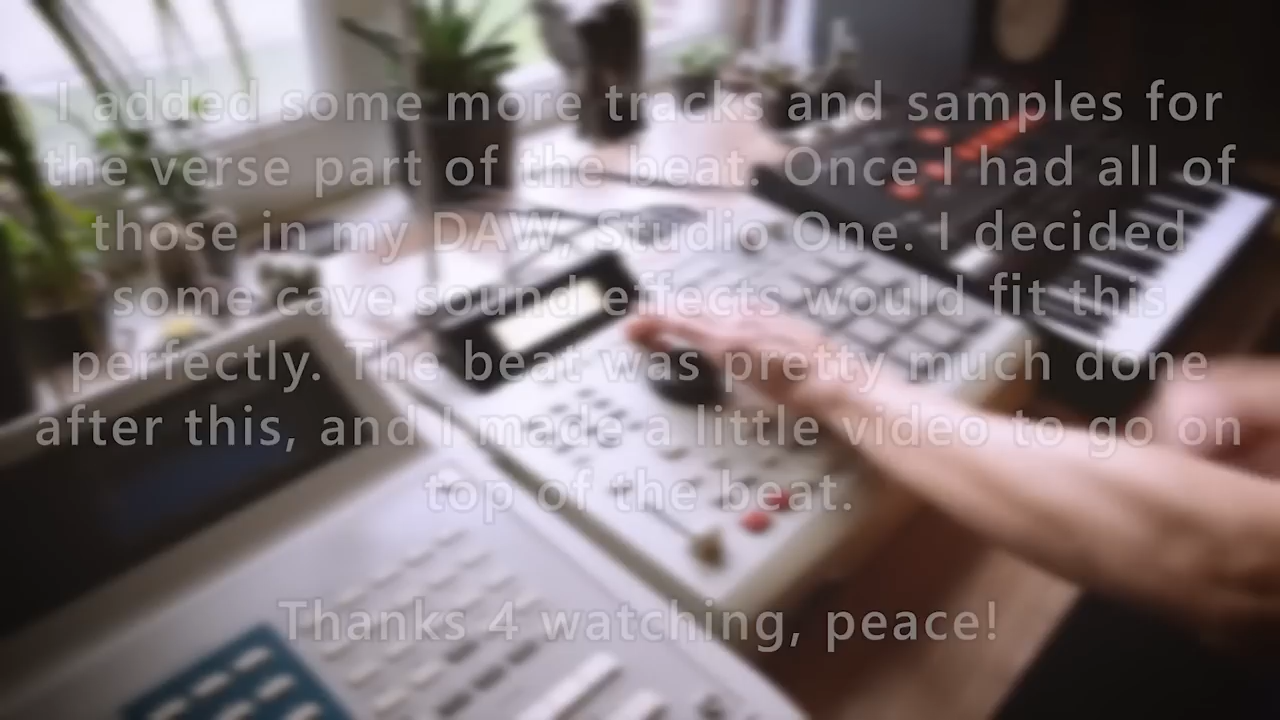 I added some more tracks and samples for
the verse part of the beat. Once I had all of
those in my DAW, Studio One. I decided
some cave sound effects would fit this
perfectly. The beat was pretty much done
after this, and I made a little video to go on
top of the beat.
Thanks 4 watching, peace!